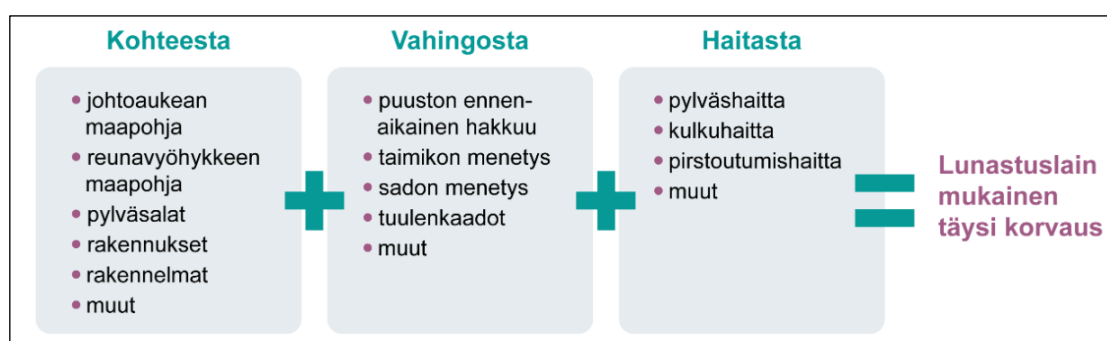 Kohteesta
• johtoaukean
maapohja
• reunavyöhykkeen
maapohja
• pylväsalat
• rakennukset
• rakennelmat
• muut
+
Vahingosta
• puuston ennen-
aikainen hakkuu
• taimikon menetys
• sadon menetys
• tuulenkaadot
• muut
+
Haitasta
• pylväshaitta
• kulkuhaitta
• pirstoutumishaitta
• muut
=
Lunastuslain
mukainen
täysi korvaus